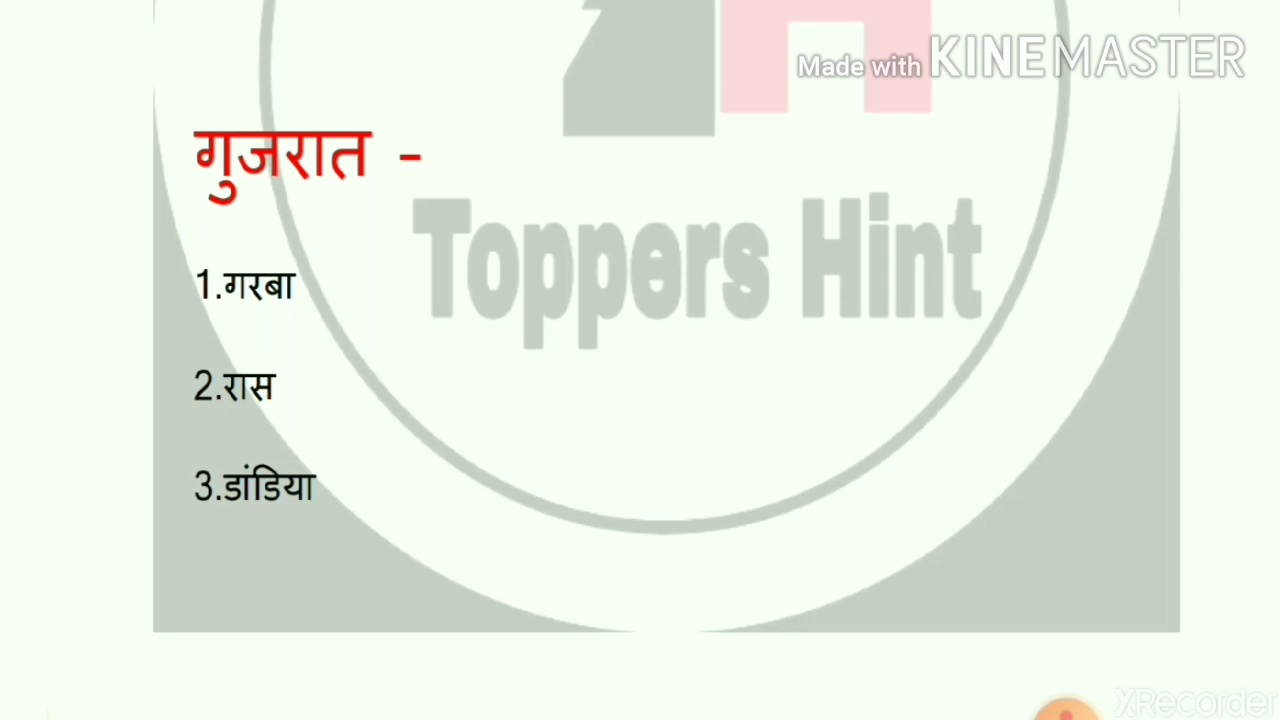 Made with KINEMASTER
गुजरात -
Toppers Hint
1.गरबा
2.रास
3.डांडिया
XRecorder